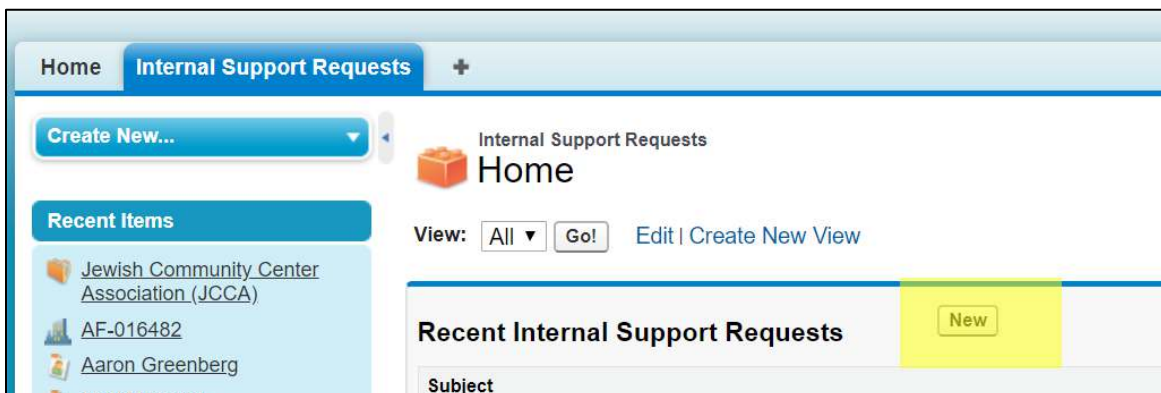 Home Internal Support Requests
Create New...
Internal Support Requests
Home
Recent Items
View: All Go! Edit | Create New View
Jewish Community Center
Association (JCCA)
AF-016482
Aaron Greenberg
Recent Internal Support Requests New
Subject